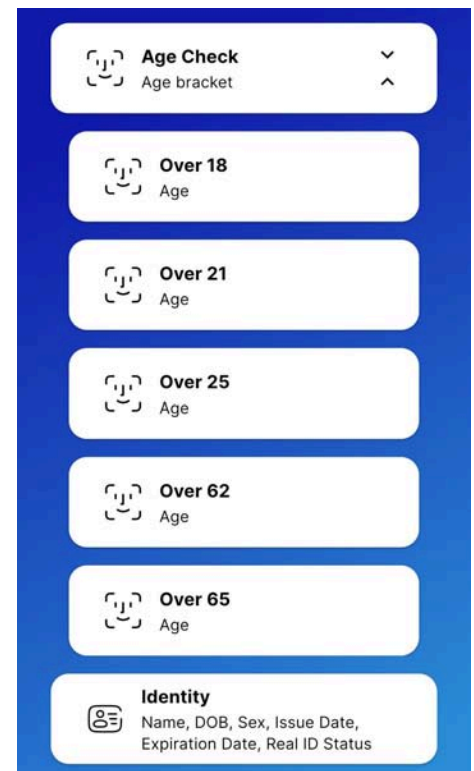 Age Check
Age bracket
Over 18
Age
Over 21
Age
Over 25
Age
Over 62
Age
Over 65
Age
Identity
Name, DOB, Sex, Issue Date,
Expiration Date, Real ID Status